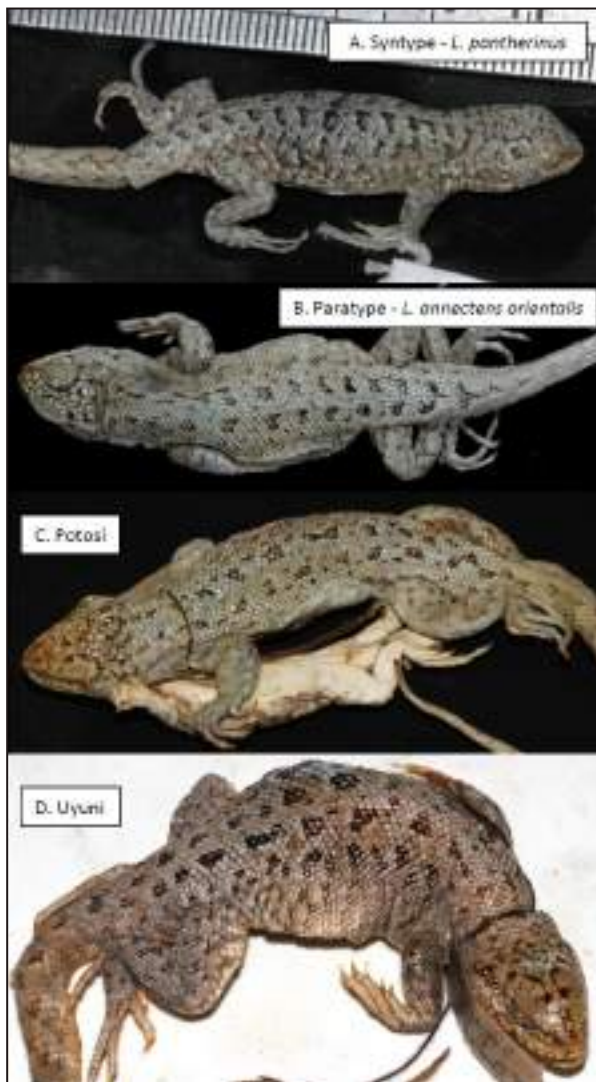 A. Syntype - L. pantherinus
B. Paratype - L. annectens orientalis
C. Potosi
D. Uyuni